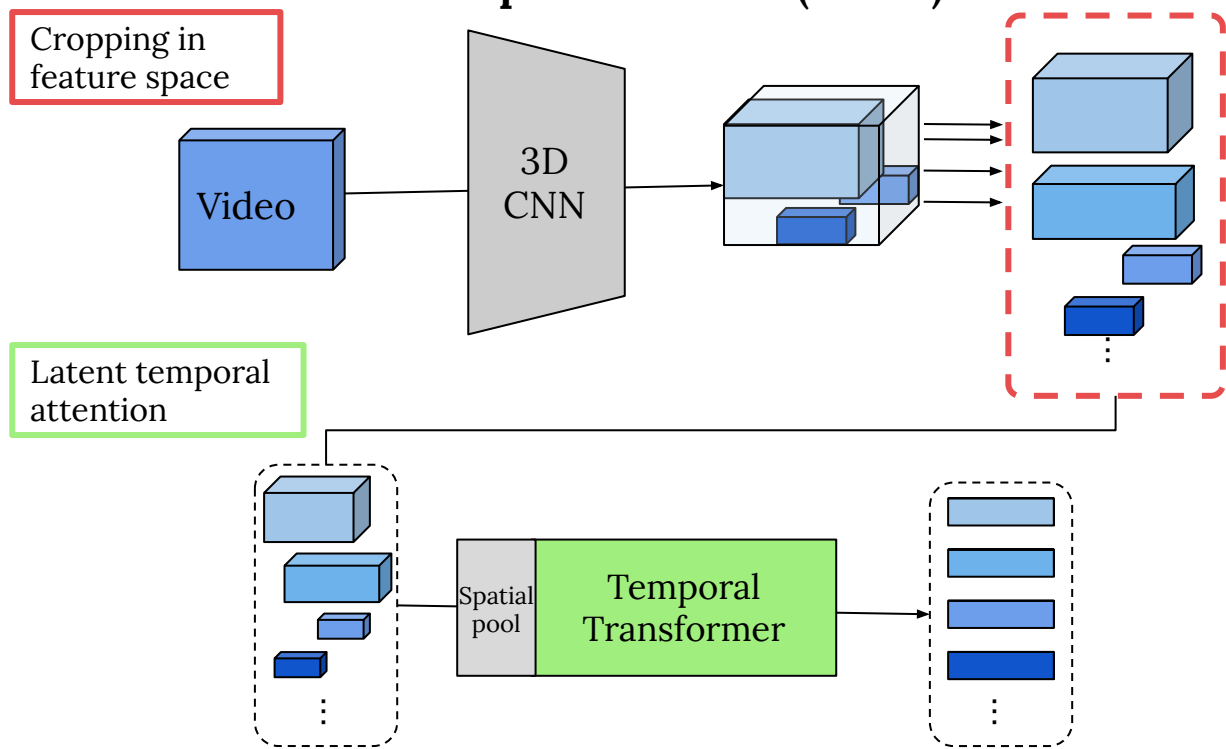 Cropping in
feature space
Video
3D
CNN
Latent temporal
attention
Spatial
pool
Temporal
Transformer